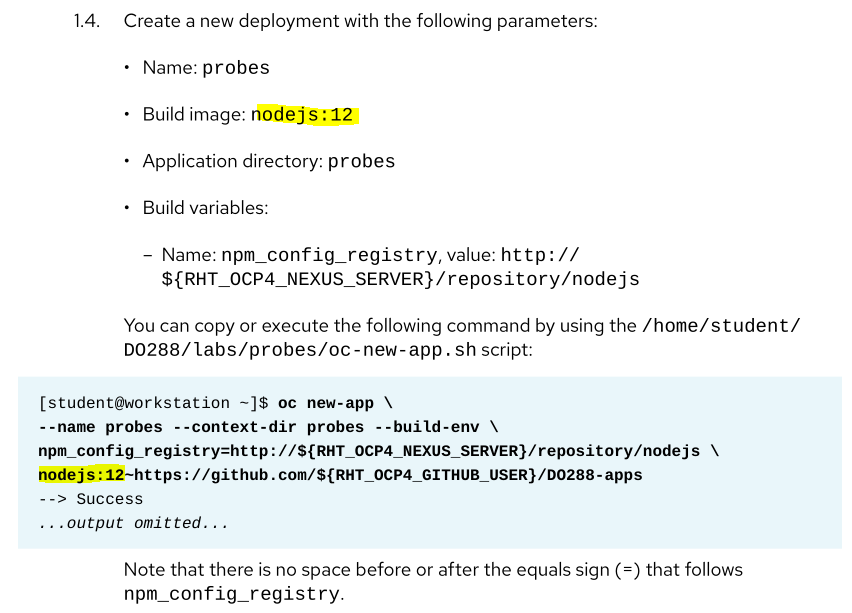 1.4. Create a new deployment with the following parameters:
• Name: probes
• Build image: nodejs:12
• Application directory: probes
• Build variables:
– Name: npm_config_registry, value: http://
${RHT_OCP4_NEXUS_SERVER}/repository/nodejs
You can copy or execute the following command by using the /home/student/
DO288/labs/probes/oc-new-app.sh script:
[student@workstation ~]$ oc new-app \
--name probes --context-dir probes --build-env \
npm_config_registry=http://${RHT_OCP4_NEXUS_SERVER}/repository/nodejs \
nodejs:12~https://github.com/${RHT_OCP4_GITHUB_USER}/DO288-apps
--> Success
...output omitted...
Note that there is no space before or after the equals sign (=) that follows
npm_config_registry.